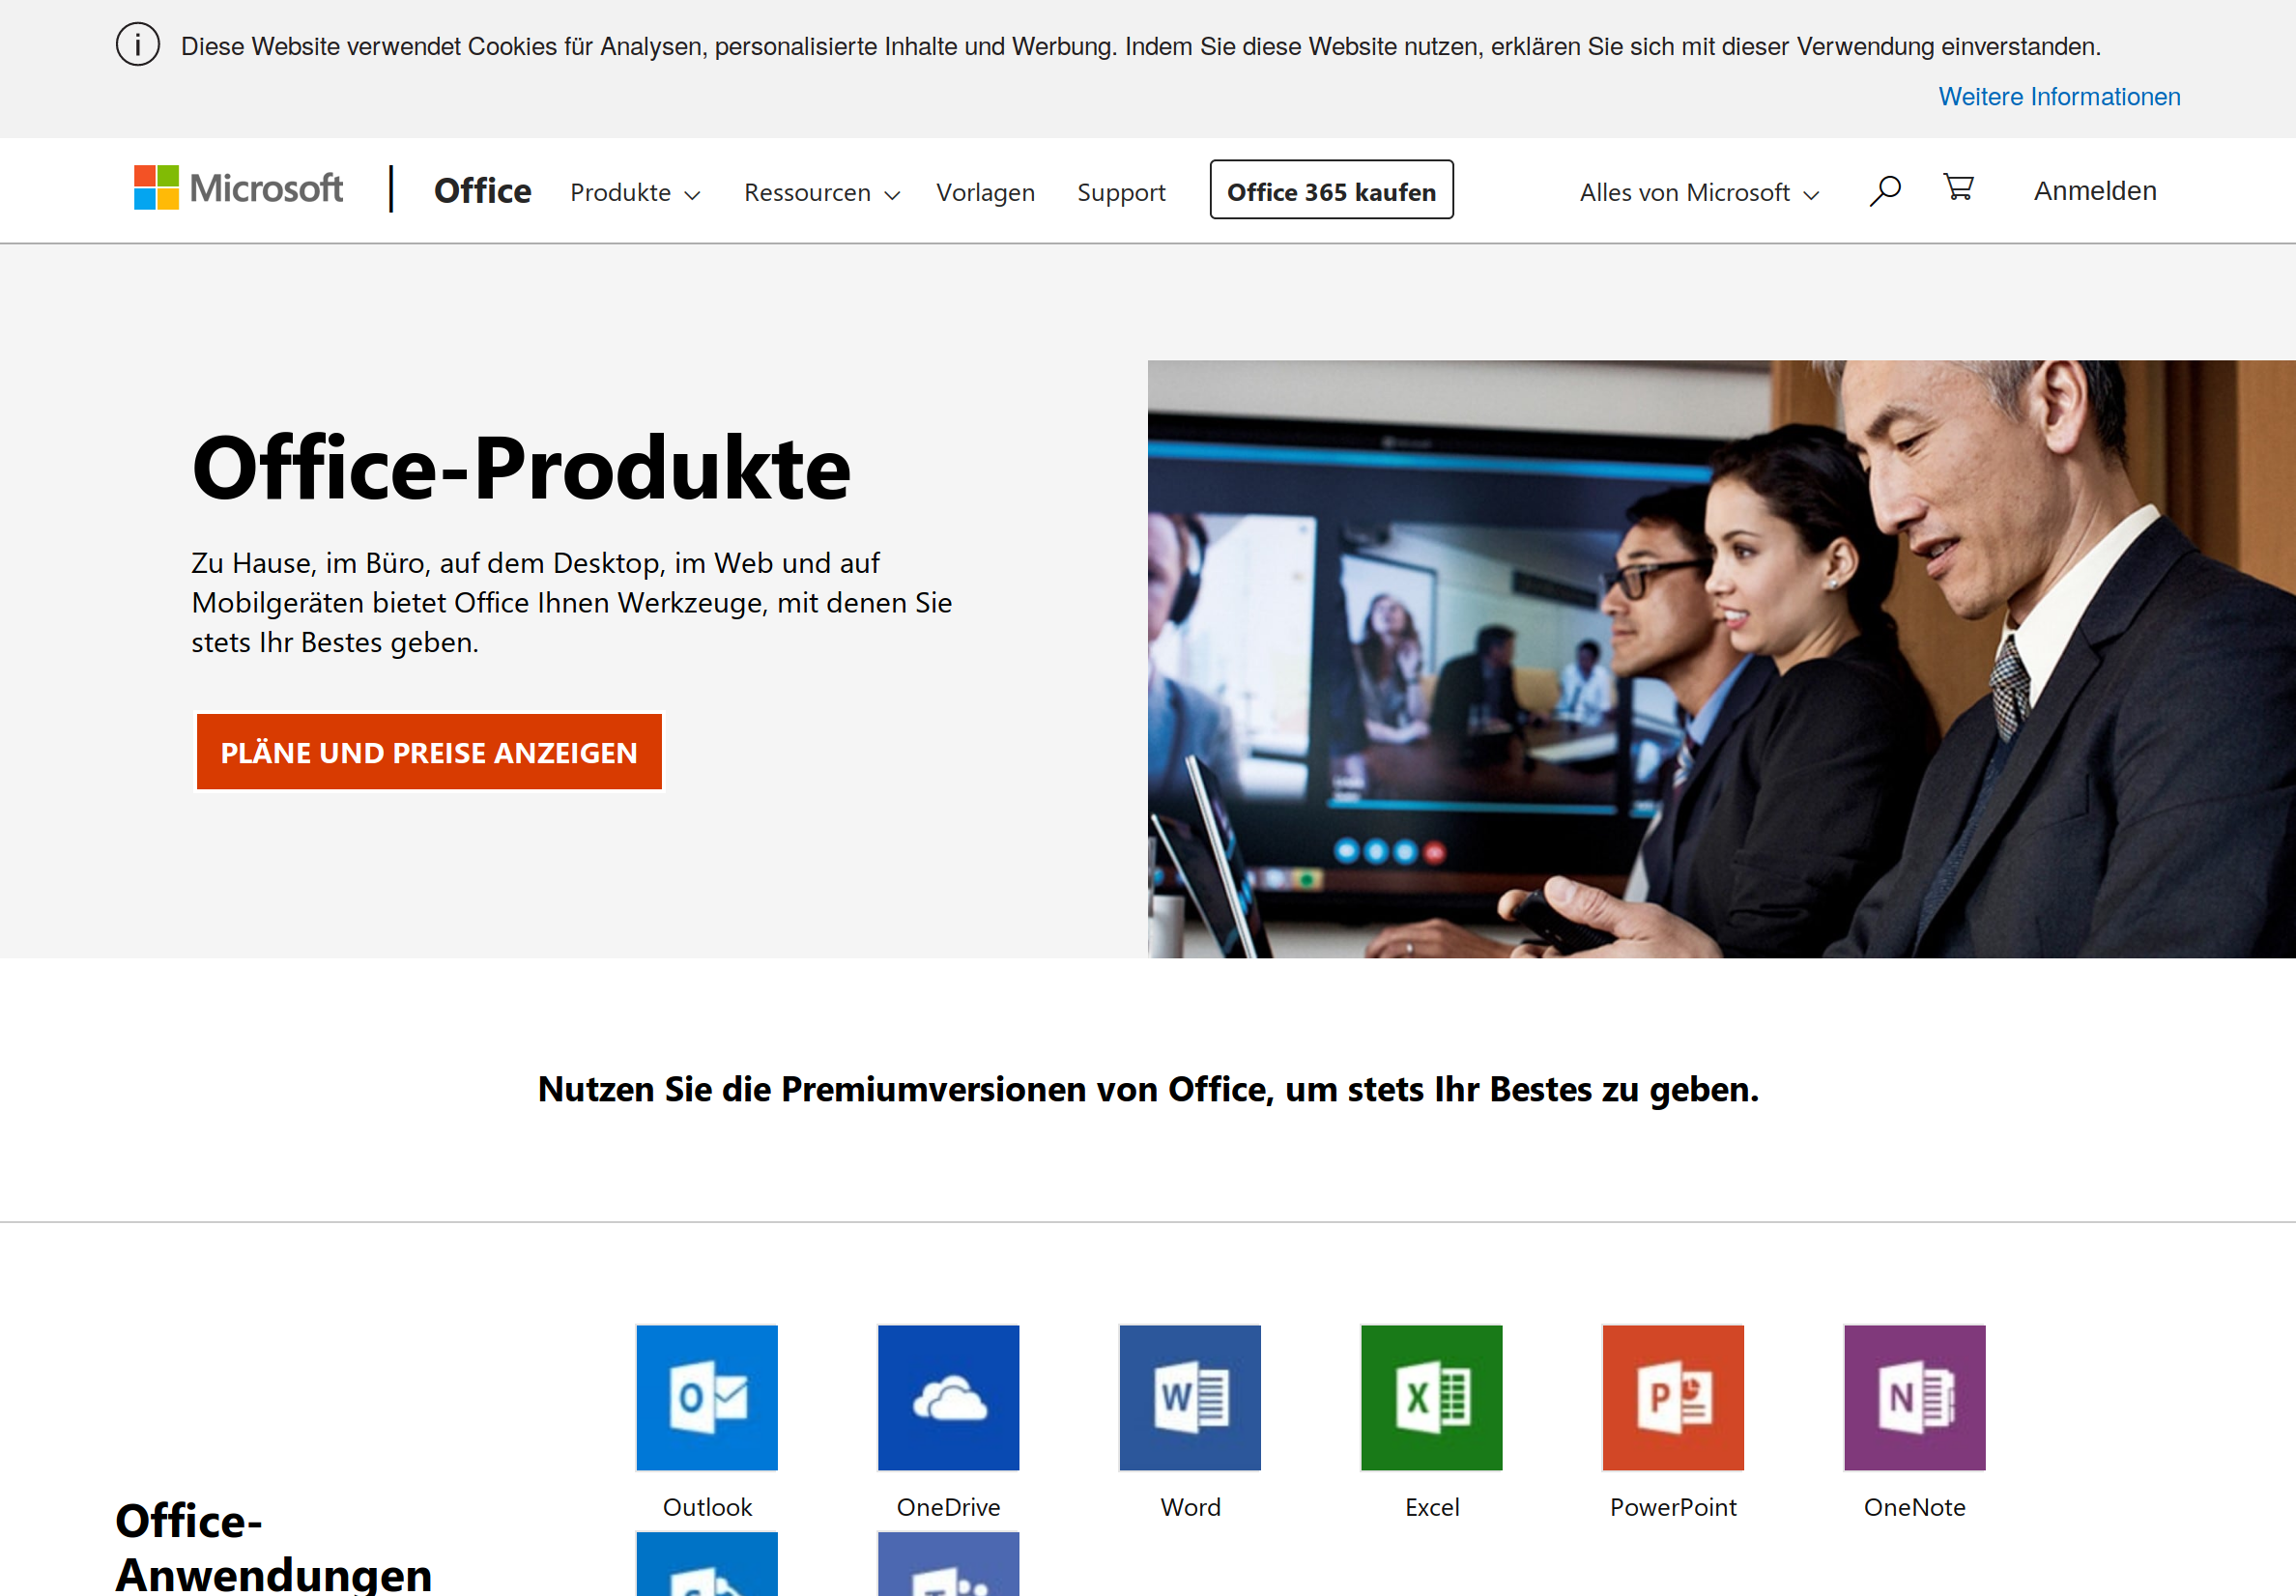 Diese Website verwendet Cookies für Analysen, personalisierte Inhalte und Werbung. Indem Sie diese Website nutzen, erklären Sie sich mit dieser Verwendung einverstanden.
Weitere Informationen
Microsoft
Office
Produkte
Ressourcen
Vorlagen
Support
Office 365 kaufen
Alles von Microsoft
Anmelden
Office-Produkte
Zu Hause, im Büro, auf dem Desktop, im Web und auf
Mobilgeräten bietet Office Ihnen Werkzeuge, mit denen Sie
stets Ihr Bestes geben.
PLÄNE UND PREISE ANZEIGEN
Nutzen Sie die Premiumversionen von Office, um stets Ihr Bestes zu geben.
Office-
Anwendungen
Outlook
OneDrive
Word
Excel
PowerPoint
OneNote